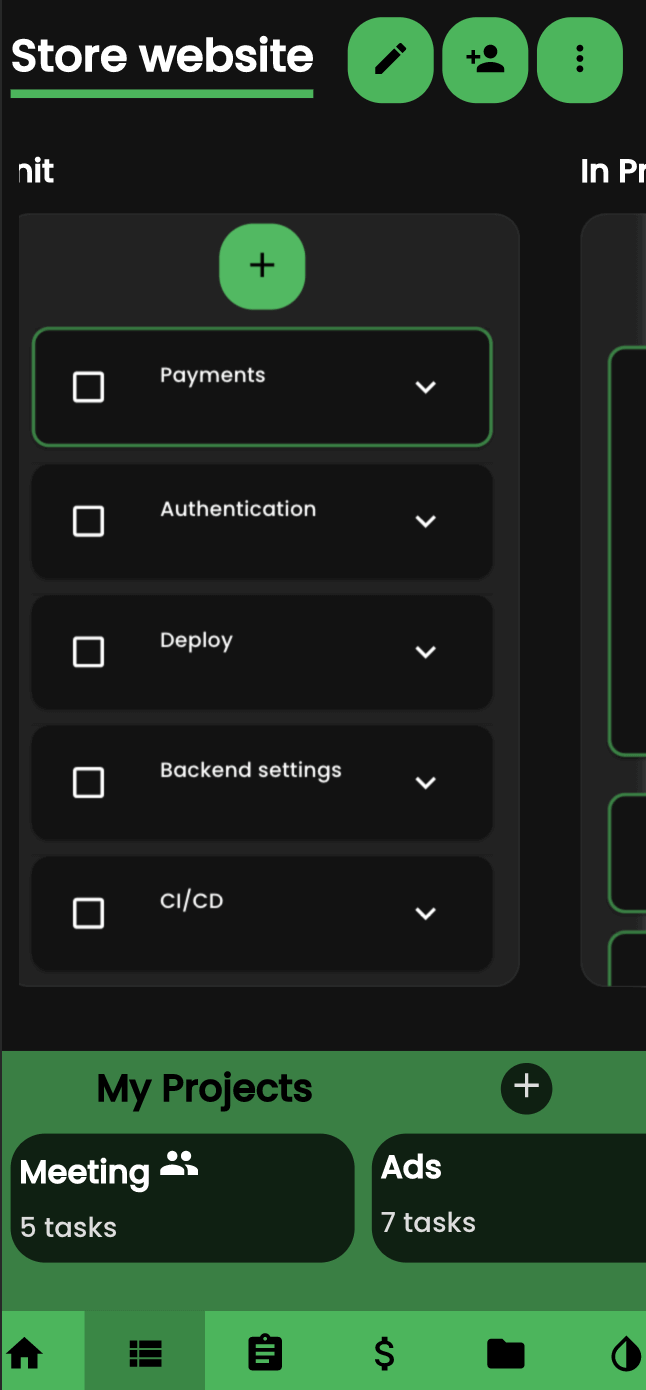 Store website
nit
In Pr
Payments
Authentication
Deploy
Backend settings
CI/CD
My Projects
Meeting
5 tasks
Ads
7 tasks